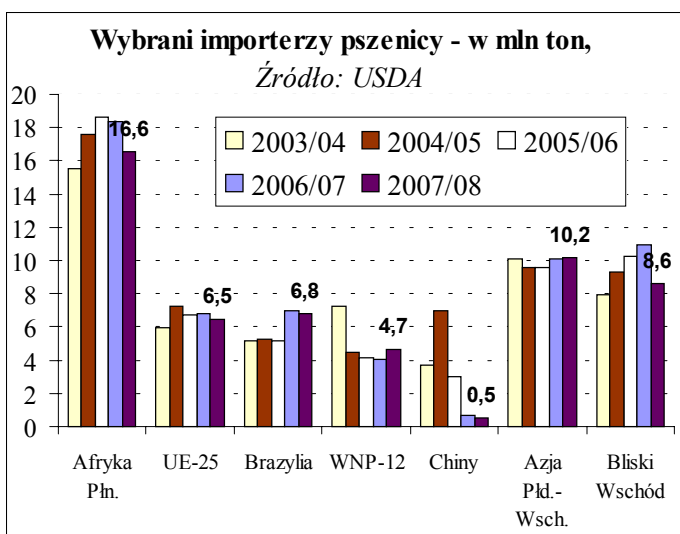 Wybrani importerzy pszenicy - w mln ton,
Źródło: USDA
20
18
16
14
12
10
8
6
4
2
0
2003/04 2004/05 2005/06
2006/07 2007/08
16,6
6,5
6,8
4,7
0,5
10,2
8,6
Afryka
Płn.
UE-25
Brazylia
WNP-12
Chiny
Azja
Płd.-
Wsch.
Bliski
Wschód